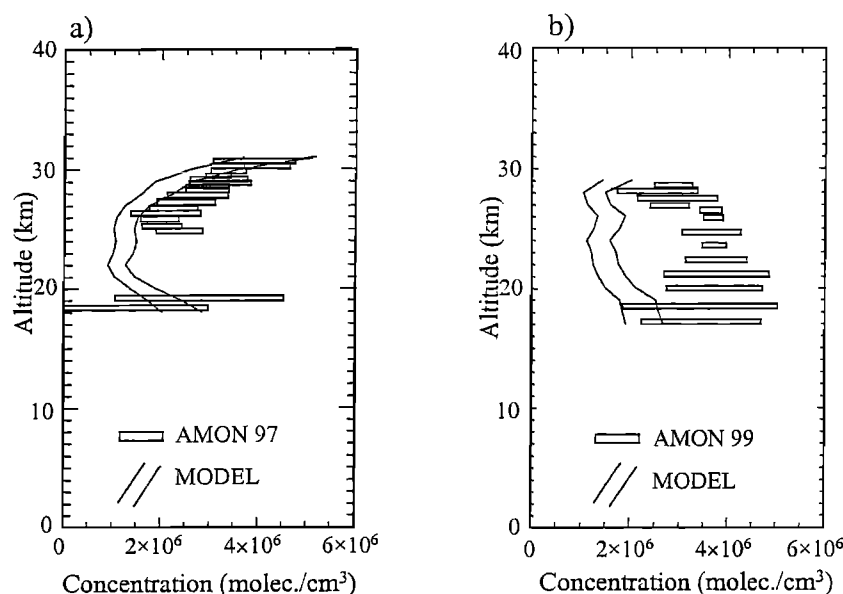 a)
40
30
20
10
0
Altitude (km)
AMON 97
MODEL
0
2×10⁶
4×10⁶
6×10⁶
Concentration (molec./cm³)
b)
40
30
20
10
0
Altitude (km)
AMON 99
MODEL
0
2×10⁶
4×10⁶
6×10⁶
Concentration (molec./cm³)